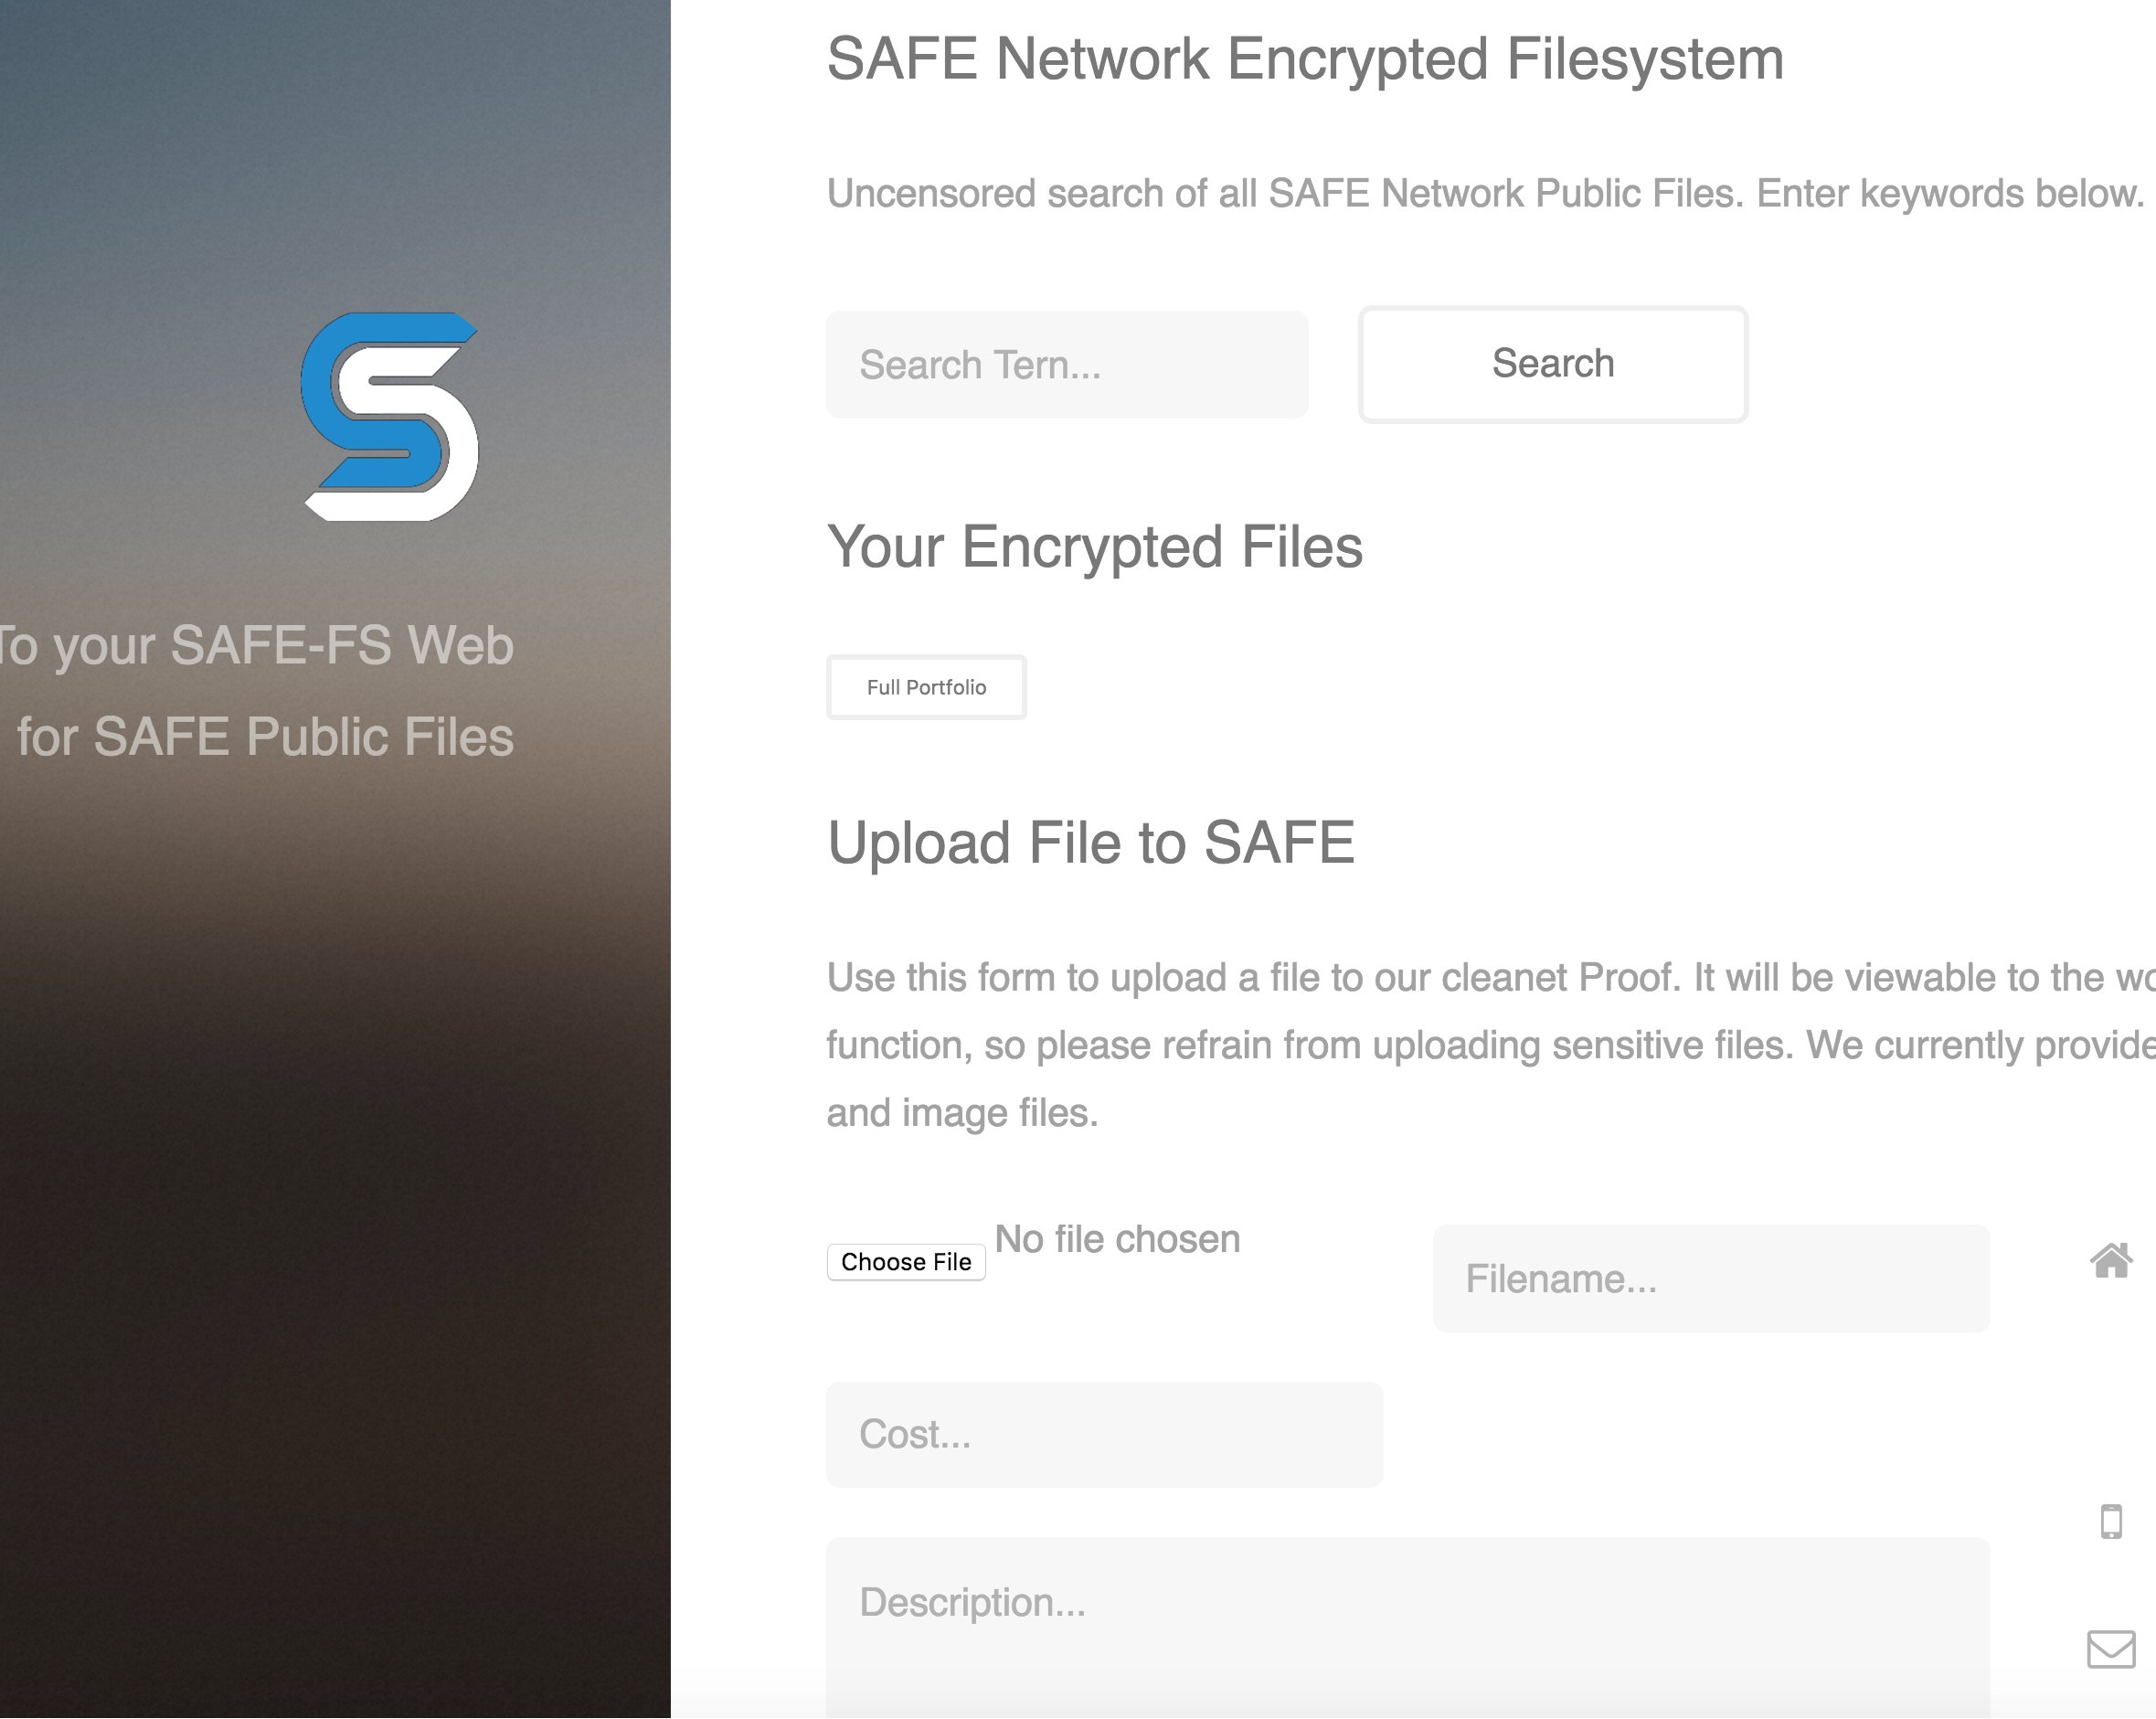 SAFE Network Encrypted Filesystem
Uncensored search of all SAFE Network Public Files. Enter keywords below.
Search Tern...
Search
To your SAFE-FS Web
for SAFE Public Files
Your Encrypted Files
Full Portfolio
Upload File to SAFE
Use this form to upload a file to our cleanet Proof. It will be viewable to the
function, so please refrain from uploading sensitive files. We currently provide
and image files.
Choose File
No file chosen
Filename...
Cost...
Description...